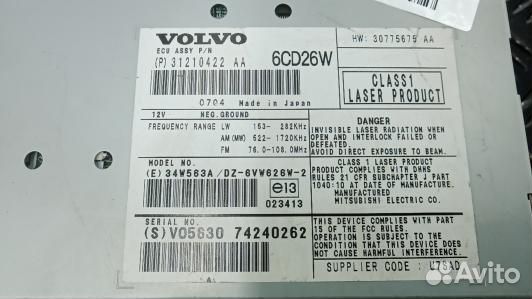 VOLVO
ECU ASSY P/N
(P) 31210422 AA
6CD26W
HW: 30775675 AA
CLASS1
LASER PRODUCT
0704 Made in Japan
12V NEG.GROUND
FREQUENCY RANGE LW 153- 282KHz
AM(MW) 522-1720KHz
FM 76.0-108.0MHz
MODEL NO.
(E) 34W563A/DZ-6VW626W-2
e13
023413
SERIAL NO.
(S) VO5630 74240262
DANGER
INVISIBLE LASER RADIATION WHEN
OPEN AND INTERLOCK FAILED OR
DEFEATED.
AVOID DIRECT EXPOSURE TO BEAM
CLASS 1 LASER PRODUCT
PRODUCT COMPLIES WITH DHHS
RULES 21 CFR SUBCHAPTER J PART
1040:10 AT DATE OF MANUFACTURE.
MANUFACTURED
MITSUBISHI ELECTRIC CO.
THIS DEVICE COMPLIES WITH PART
15 OF THE FCC RULES.
OPERATION IS SUBJECT TO THE
CONDITION THAT THIS DEVICE DOES
NOT CAUSE HARMFUL INTERFERENCE
SUPPLIER CODE : U7SAD
Avito